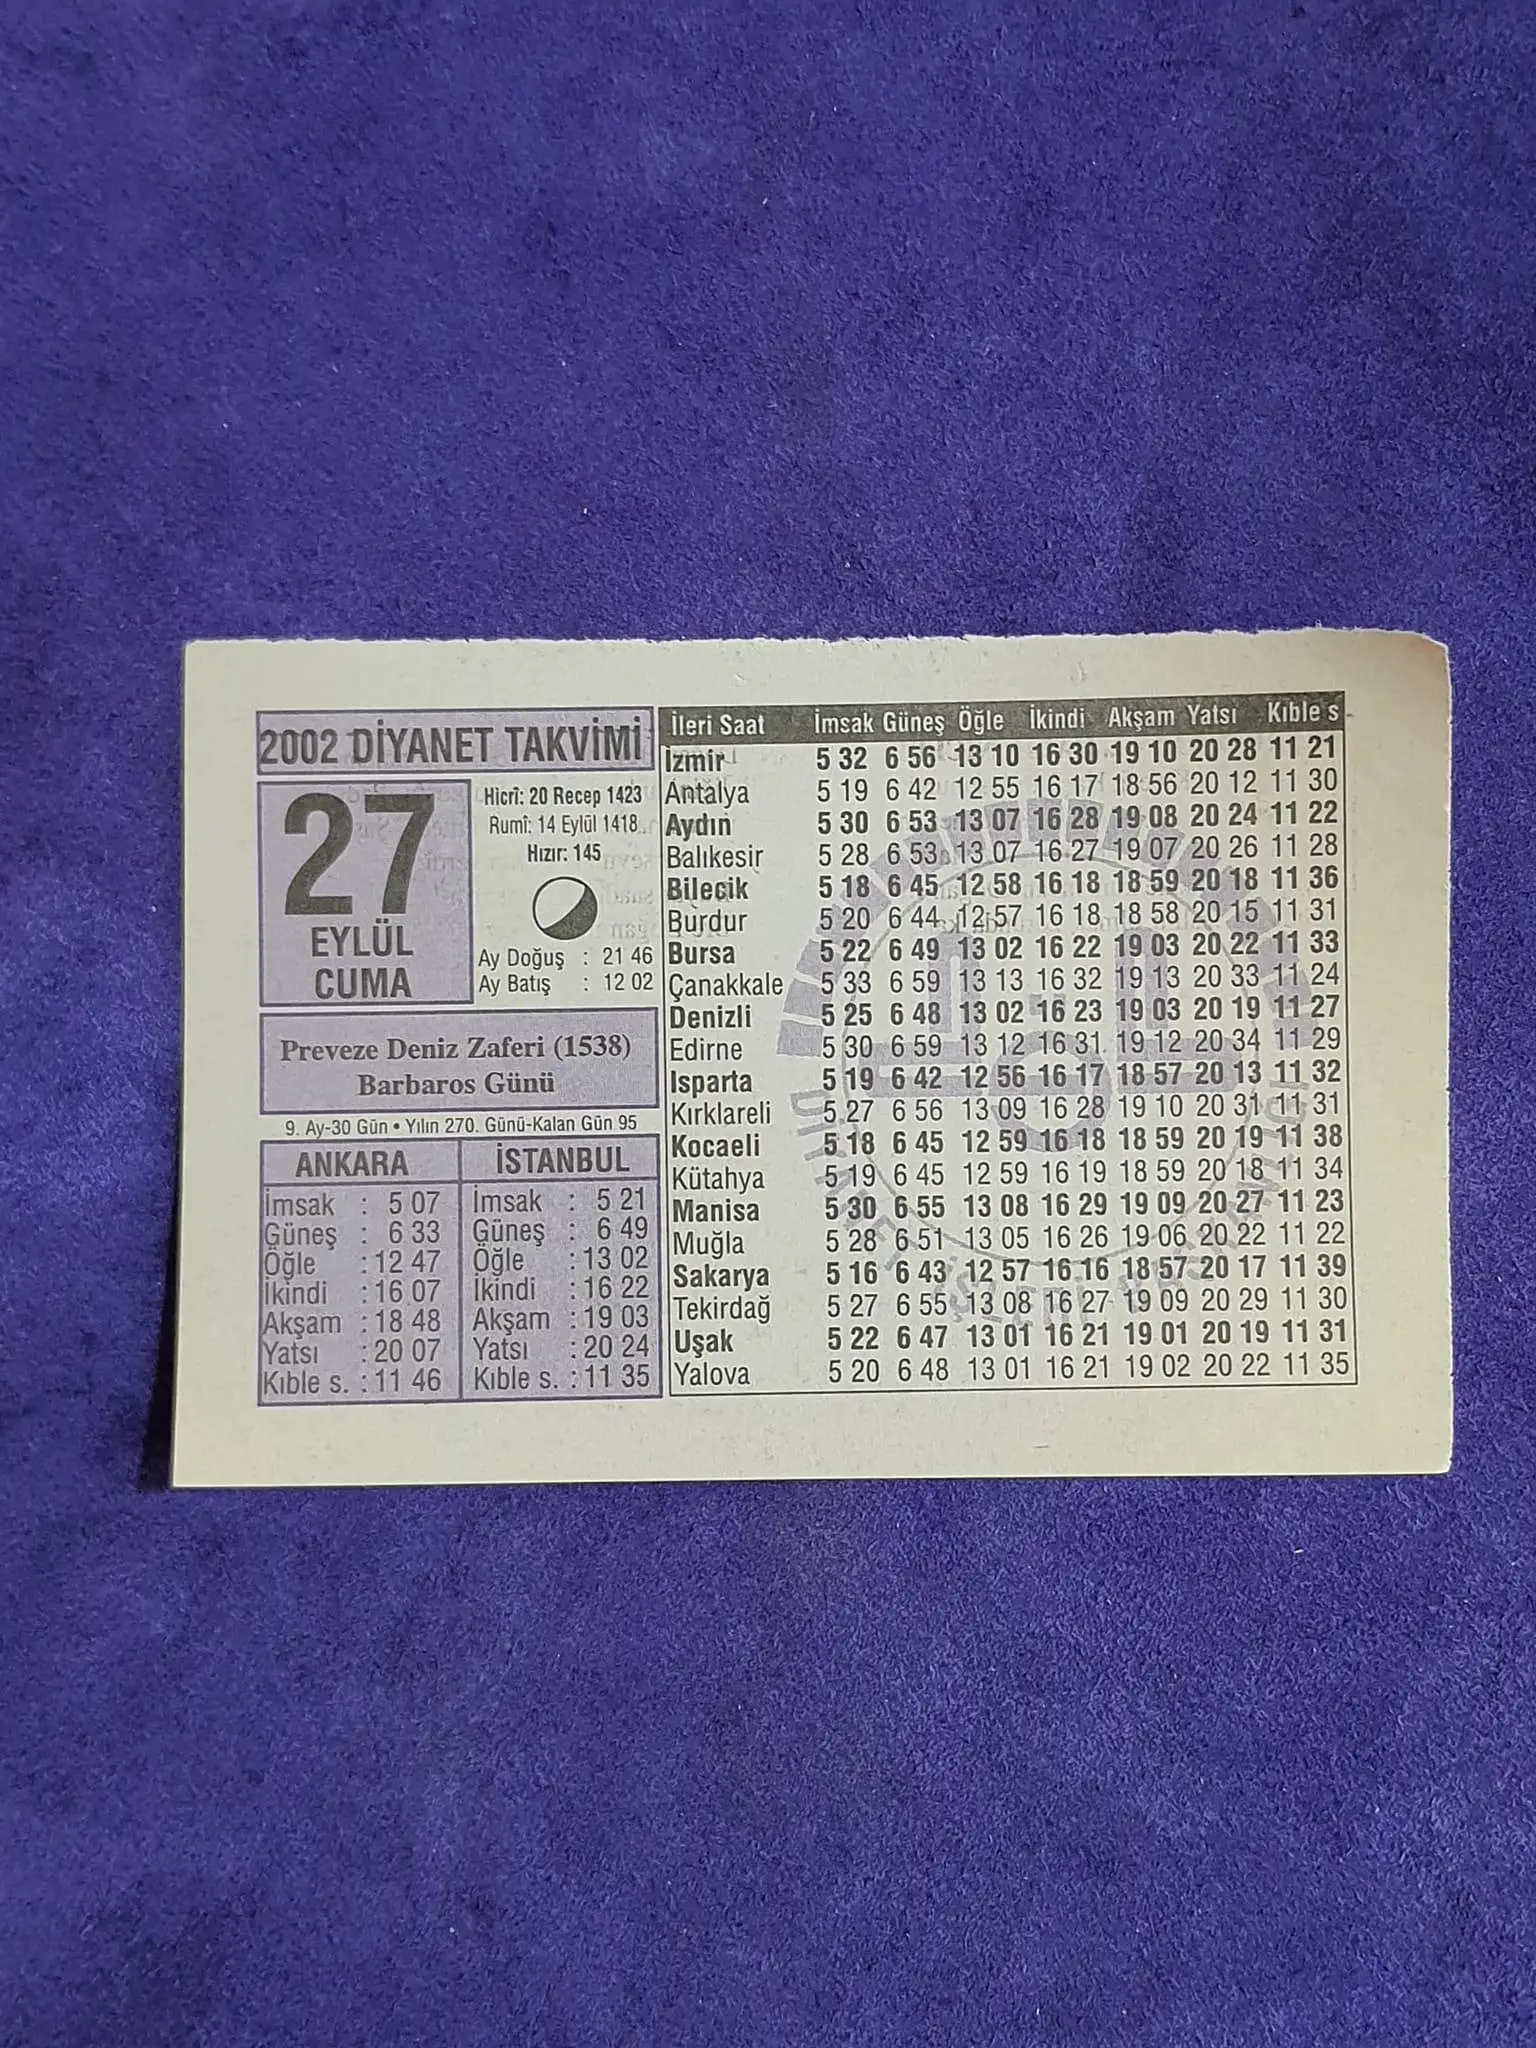 2002 DİYANET TAKVİMİ
27
EYLÜL
CUMA
Hicrî: 20 Recep 1423
Rumî: 14 Eylül 1418
Hızır: 145
Ay Doğuş : 21 46
Ay Batış : 12 02
Preveze Deniz Zaferi (1538)
Barbaros Günü
9. Ay-30 Gün • Yılın 270. Günü-Kalan Gün 95
ANKARA
İmsak : 5 07
Güneş : 6 33
Öğle : 12 47
İkindi : 16 07
Akşam : 18 48
Yatsı : 20 07
Kıble s. : 11 46
İSTANBUL
İmsak : 5 21
Güneş : 6 49
Öğle : 13 02
İkindi : 16 22
Akşam : 19 03
Yatsı : 20 24
Kıble s. : 11 35
İleri Saat İmsak Güneş Öğle İkindi Akşam Yatsı Kıble s
İzmir 5 32 6 56 13 10 16 30 19 10 20 28 11 21
Antalya 5 19 6 42 12 55 16 17 18 56 20 12 11 30
Aydın 5 30 6 53 13 07 16 28 19 08 20 24 11 22
Balıkesir 5 28 6 53 13 07 16 27 19 07 20 26 11 28
Bilecik 5 18 6 45 12 58 16 18 18 59 20 18 11 36
Burdur 5 20 6 44 12 57 16 18 18 58 20 15 11 31
Bursa 5 22 6 49 13 02 16 22 19 03 20 22 11 33
Çanakkale 5 33 6 59 13 13 16 32 19 13 20 33 11 24
Denizli 5 25 6 48 13 02 16 23 19 03 20 19 11 27
Edirne 5 30 6 59 13 12 16 31 19 12 20 34 11 29
Isparta 5 19 6 42 12 56 16 17 18 57 20 13 11 32
Kırklareli 5 27 6 56 13 09 16 28 19 10 20 31 11 31
Kocaeli 5 18 6 45 12 59 16 18 18 59 20 19 11 38
Kütahya 5 19 6 45 12 59 16 19 18 59 20 18 11 34
Manisa 5 30 6 55 13 08 16 29 19 09 20 27 11 23
Muğla 5 28 6 51 13 05 16 26 19 06 20 22 11 22
Sakarya 5 16 6 43 12 57 16 16 18 57 20 17 11 39
Tekirdağ 5 27 6 55 13 08 16 27 19 09 20 29 11 30
Uşak 5 22 6 47 13 01 16 21 19 01 20 19 11 31
Yalova 5 20 6 48 13 01 16 21 19 02 20 22 11 35